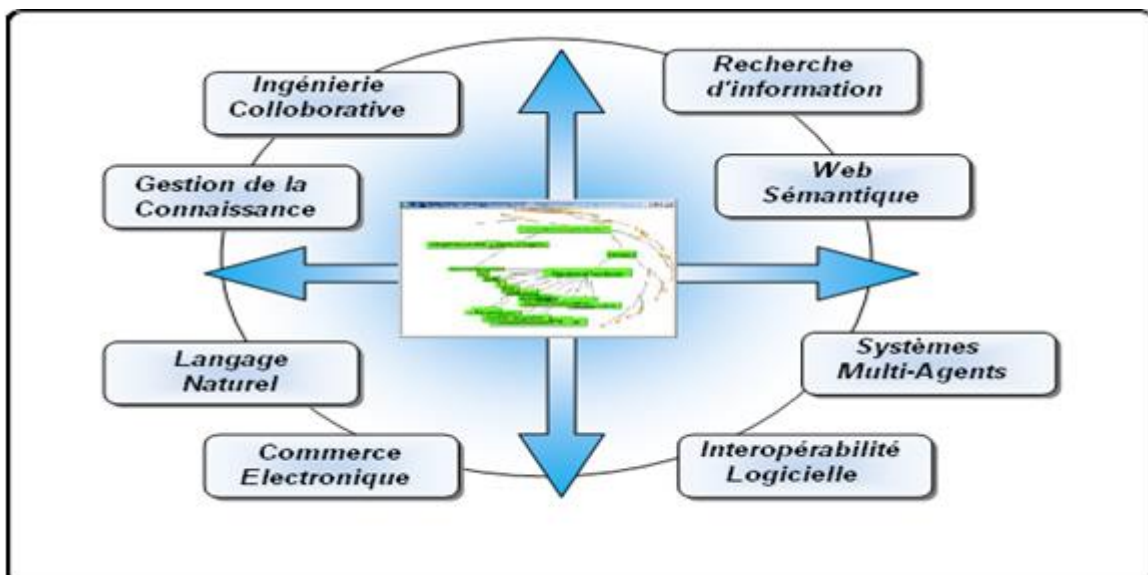 Ingénierie
Colloborative
Recherche
d'information
Gestion de la
Connaissance
Web
Sémantique
Langage
Naturel
Systèmes
Multi-Agents
Commerce
Electronique
Interopérabilité
Logicielle